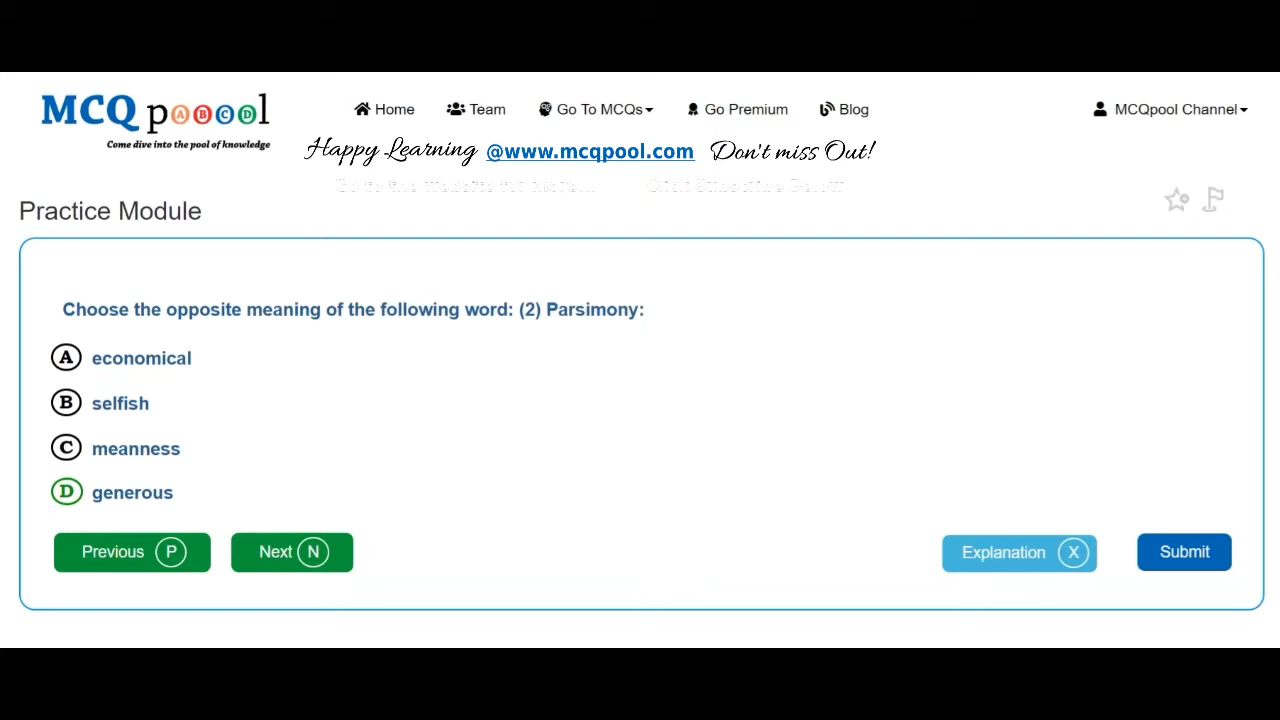 MCQ pooool
Come dive into the pool of knowledge
Home Team Go To MCQs Go Premium Blog MCQpool Channel
Happy Learning @www.mcqpool.com Don't miss Out!
Practice Module
Choose the opposite meaning of the following word: (2) Parsimony:
A economical
B selfish
C meanness
D generous
Previous P Next N Explanation X Submit